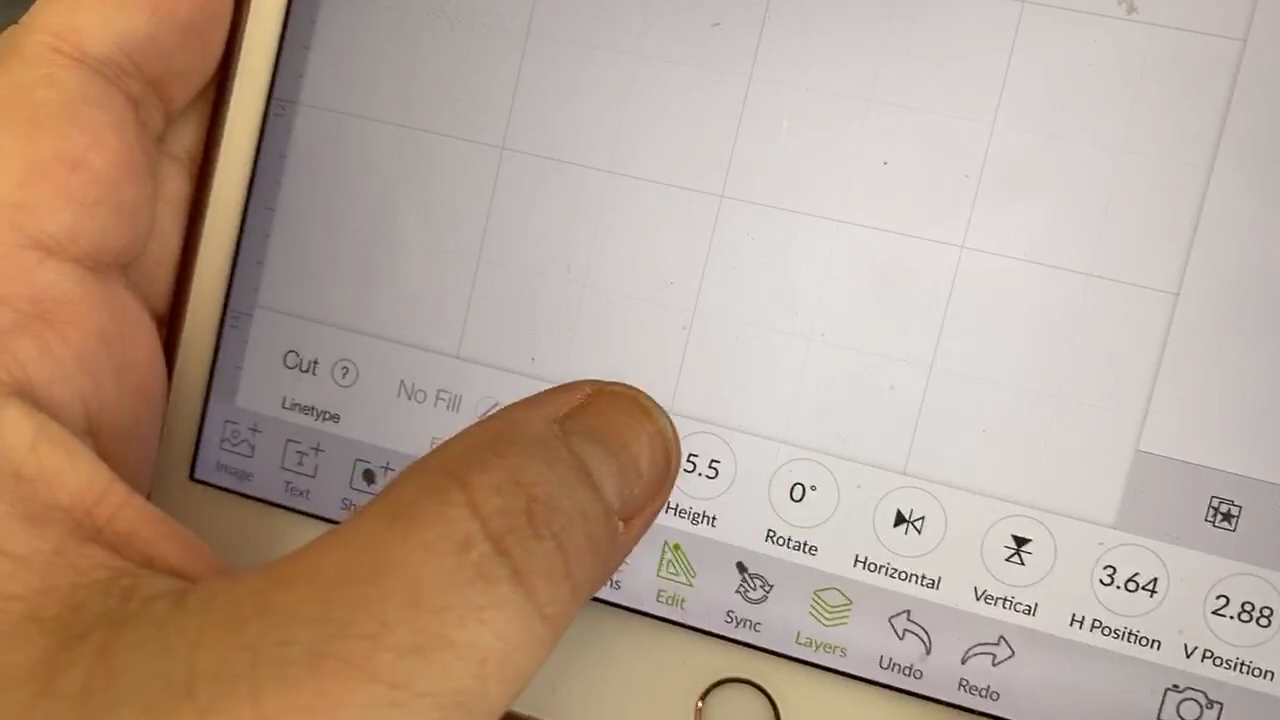 Cut ?
Linetype
No Fill
5.5
Height
0°
Rotate
Horizontal
Vertical
3.64
H Position
2.88
V Position
Image
Text
Edit
Sync
Layers
Undo
Redo